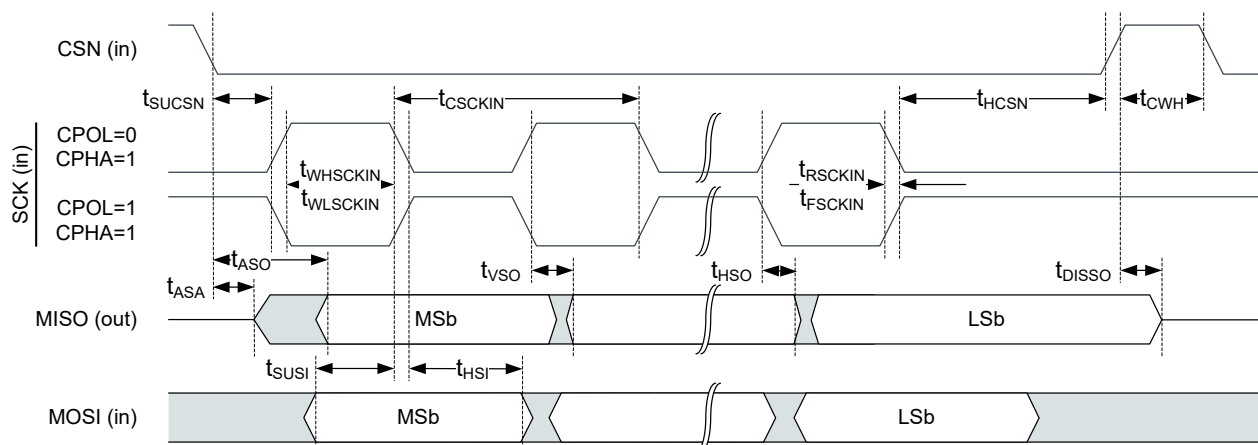 CSN (in)
tSUCSN
tCSCKIN
tHCSN
tCWH
SCK (in)
CPOL=0
CPHA=1
tWHSCKIN
tWLSCKIN
tRSCKIN
tFSCKIN
CPOL=1
CPHA=1
tASO
tVSO
tHSO
tDISSO
tASA
MISO (out)
MSb
LSb
tSUSI
tHSI
MOSI (in)
MSb
LSb